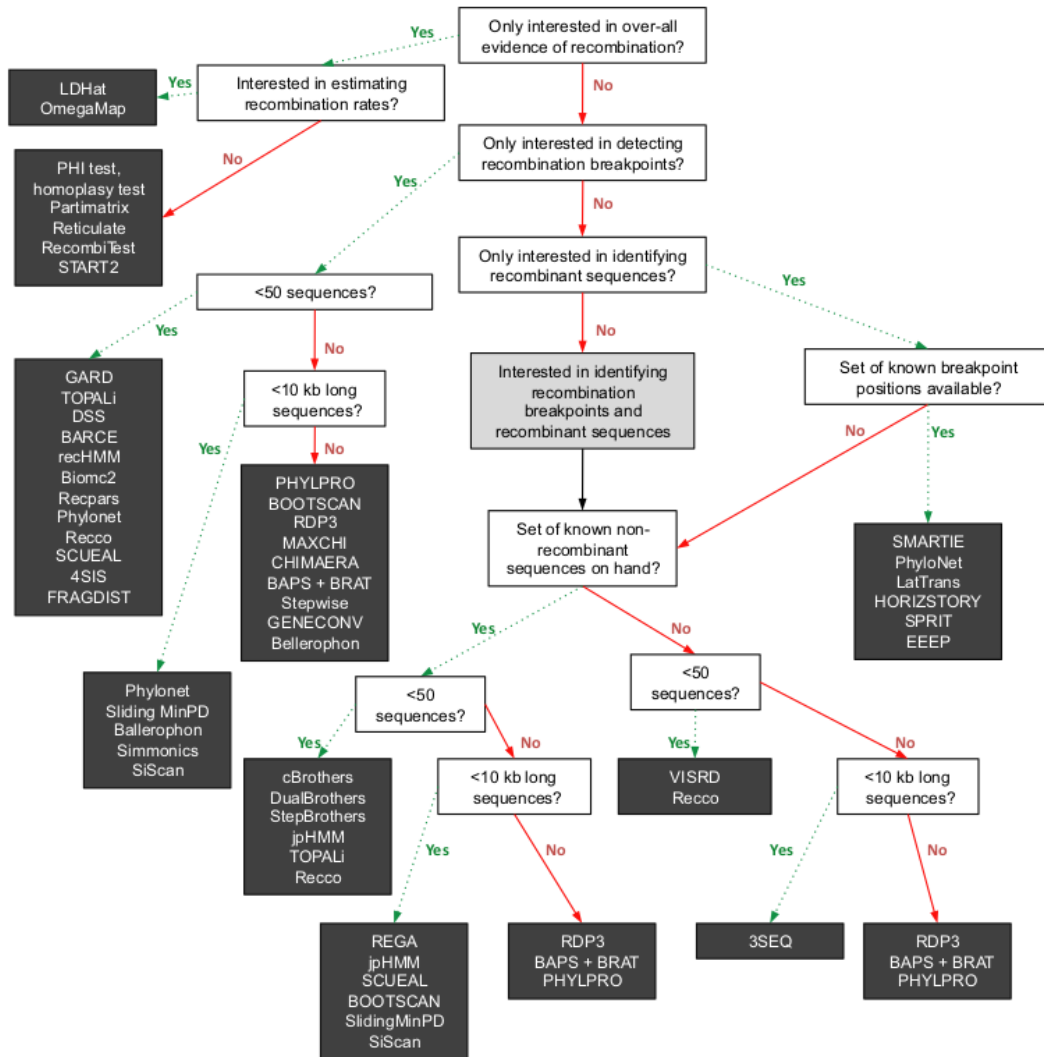 Only interested in over-all
evidence of recombination?
Yes
No
Interested in estimating
recombination rates?
Yes
No
LDHat
OmegaMap
PHI test,
homoplasy test
Partimatrix
Reticulate
RecombiTest
START2
Only interested in detecting
recombination breakpoints?
Yes
No
Only interested in identifying
recombinant sequences?
Yes
No
<50 sequences?
Yes
No
GARD
TOPALi
DSS
BARCE
recHMM
Biomc2
Recpars
Phylonet
Recco
SCUEAL
4SIS
FRAGDIST
<10 kb long
sequences?
Yes
No
PHYLPRO
BOOTSCAN
RDP3
MAXCHI
CHIMAERA
BAPS + BRAT
Stepwise
GENECONV
Bellerophon
Phylonet
Sliding MinPD
Ballerophon
Simmonics
SiScan
Interested in identifying
recombination
breakpoints and
recombinant sequences
Set of known breakpoint
positions available?
No
Yes
SMARTIE
PhyloNet
LatTrans
HORIZSTORY
SPRIT
EEEP
Set of known non-
recombinant
sequences on hand?
Yes
No
<50
sequences?
Yes
No
cBrothers
DualBrothers
StepBrothers
jpHMM
TOPALi
Recco
<10 kb long
sequences?
Yes
No
REGA
jpHMM
SCUEAL
BOOTSCAN
SlidingMinPD
SiScan
RDP3
BAPS + BRAT
PHYLPRO
<50
sequences?
Yes
No
VISRD
Recco
<10 kb long
sequences?
Yes
No
3SEQ
RDP3
BAPS + BRAT
PHYLPRO